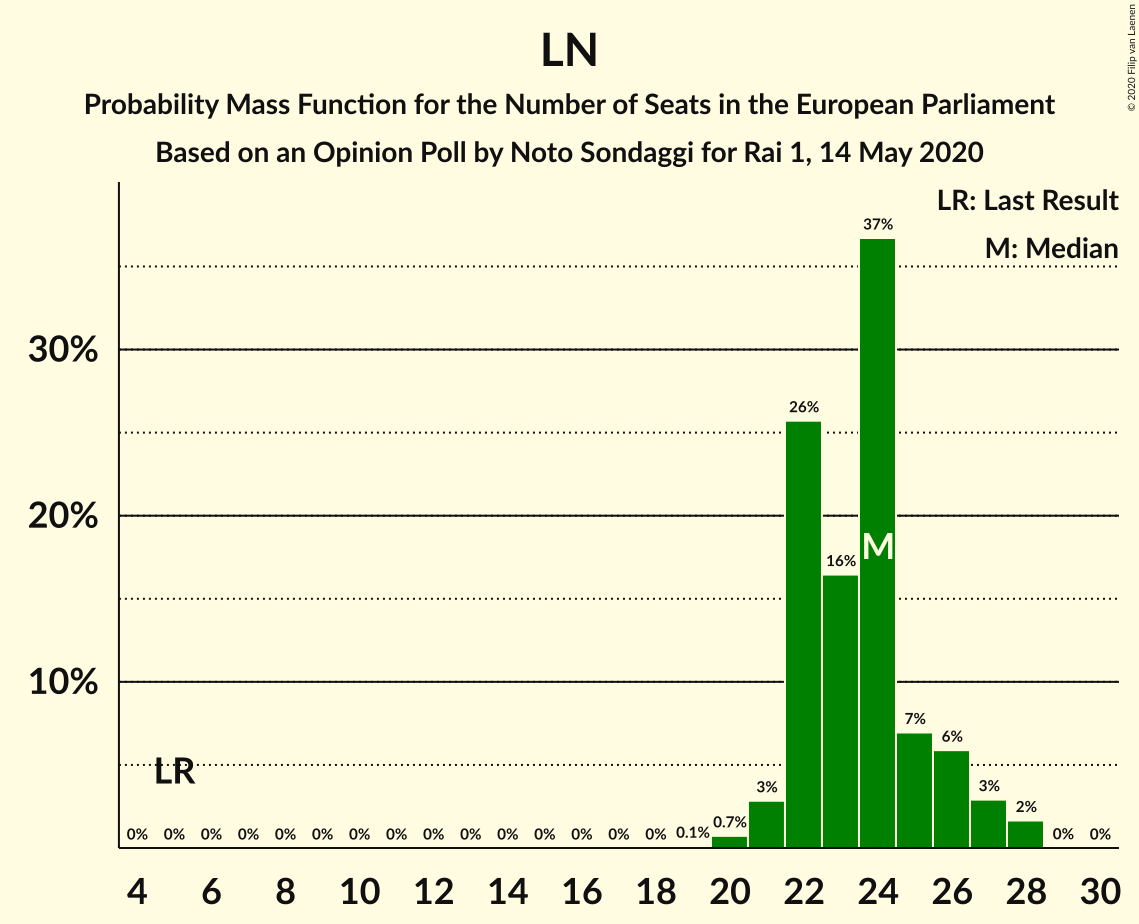 LN
Probability Mass Function for the Number of Seats in the European Parliament
Based on an Opinion Poll by Noto Sondaggi for Rai 1, 14 May 2020
© 2020 Filip van Laenen
LR: Last Result
M: Median
37%
30%
26%
20%
M
16%
10%
7%
6%
LR
3% 3%
2%
0% 0% 0% 0% 0% 0% 0% 0% 0% 0% 0% 0% 0% 0% 0% 0.1% 0.7% 0% 0%
4 6 8 10 12 14 16 18 20 22 24 26 28 30